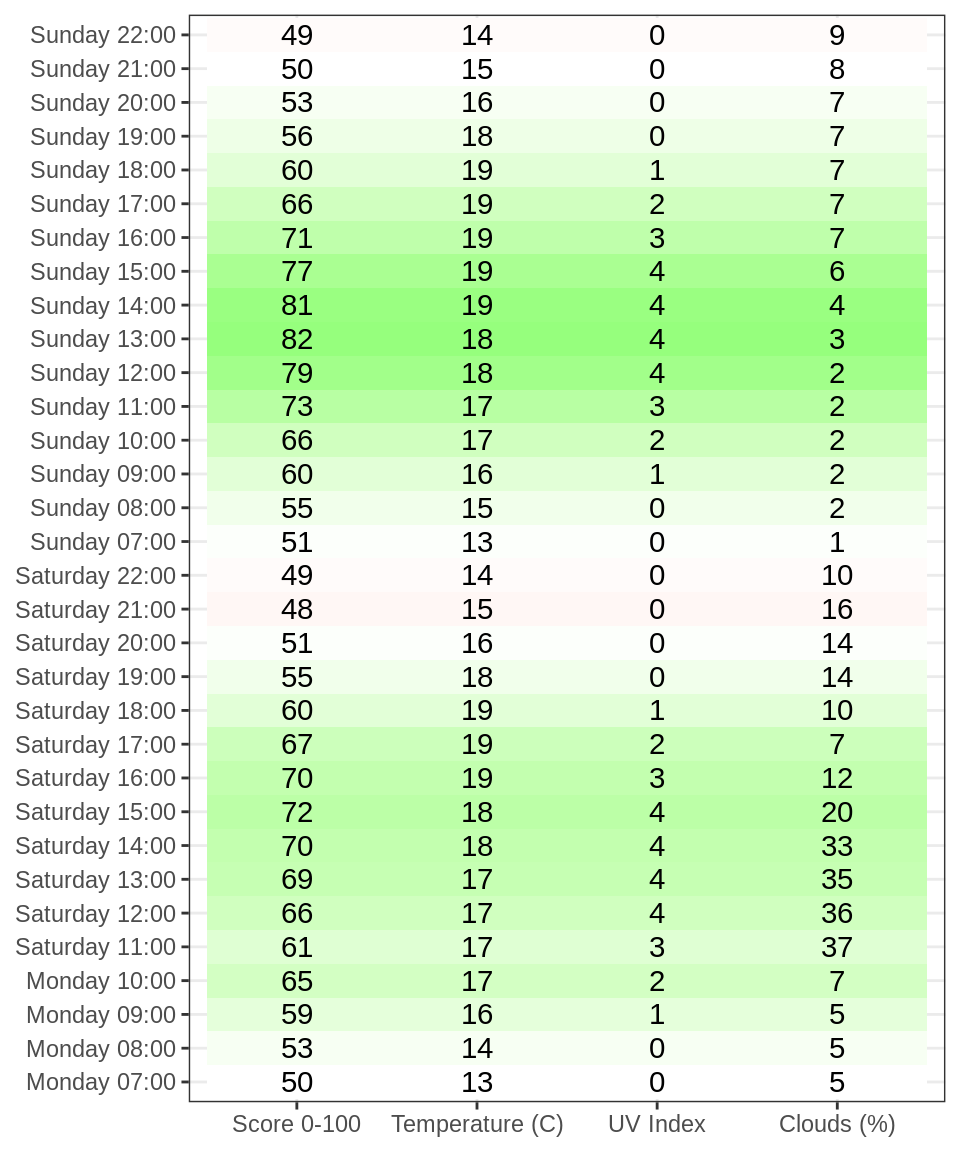 Sunday 22:00 49 14 0 9
Sunday 21:00 50 15 0 8
Sunday 20:00 53 16 0 7
Sunday 19:00 56 18 0 7
Sunday 18:00 60 19 1 7
Sunday 17:00 66 19 2 7
Sunday 16:00 71 19 3 7
Sunday 15:00 77 19 4 6
Sunday 14:00 81 19 4 4
Sunday 13:00 82 18 4 3
Sunday 12:00 79 18 4 2
Sunday 11:00 73 17 3 2
Sunday 10:00 66 17 2 2
Sunday 09:00 60 16 1 2
Sunday 08:00 55 15 0 2
Sunday 07:00 51 13 0 1
Saturday 22:00 49 14 0 10
Saturday 21:00 48 15 0 16
Saturday 20:00 51 16 0 14
Saturday 19:00 55 18 0 14
Saturday 18:00 60 19 1 10
Saturday 17:00 67 19 2 7
Saturday 16:00 70 19 3 12
Saturday 15:00 72 18 4 20
Saturday 14:00 70 18 4 33
Saturday 13:00 69 17 4 35
Saturday 12:00 66 17 4 36
Saturday 11:00 61 17 3 37
Monday 10:00 65 17 2 7
Monday 09:00 59 16 1 5
Monday 08:00 53 14 0 5
Monday 07:00 50 13 0 5
Score 0-100 Temperature (C) UV Index Clouds (%)